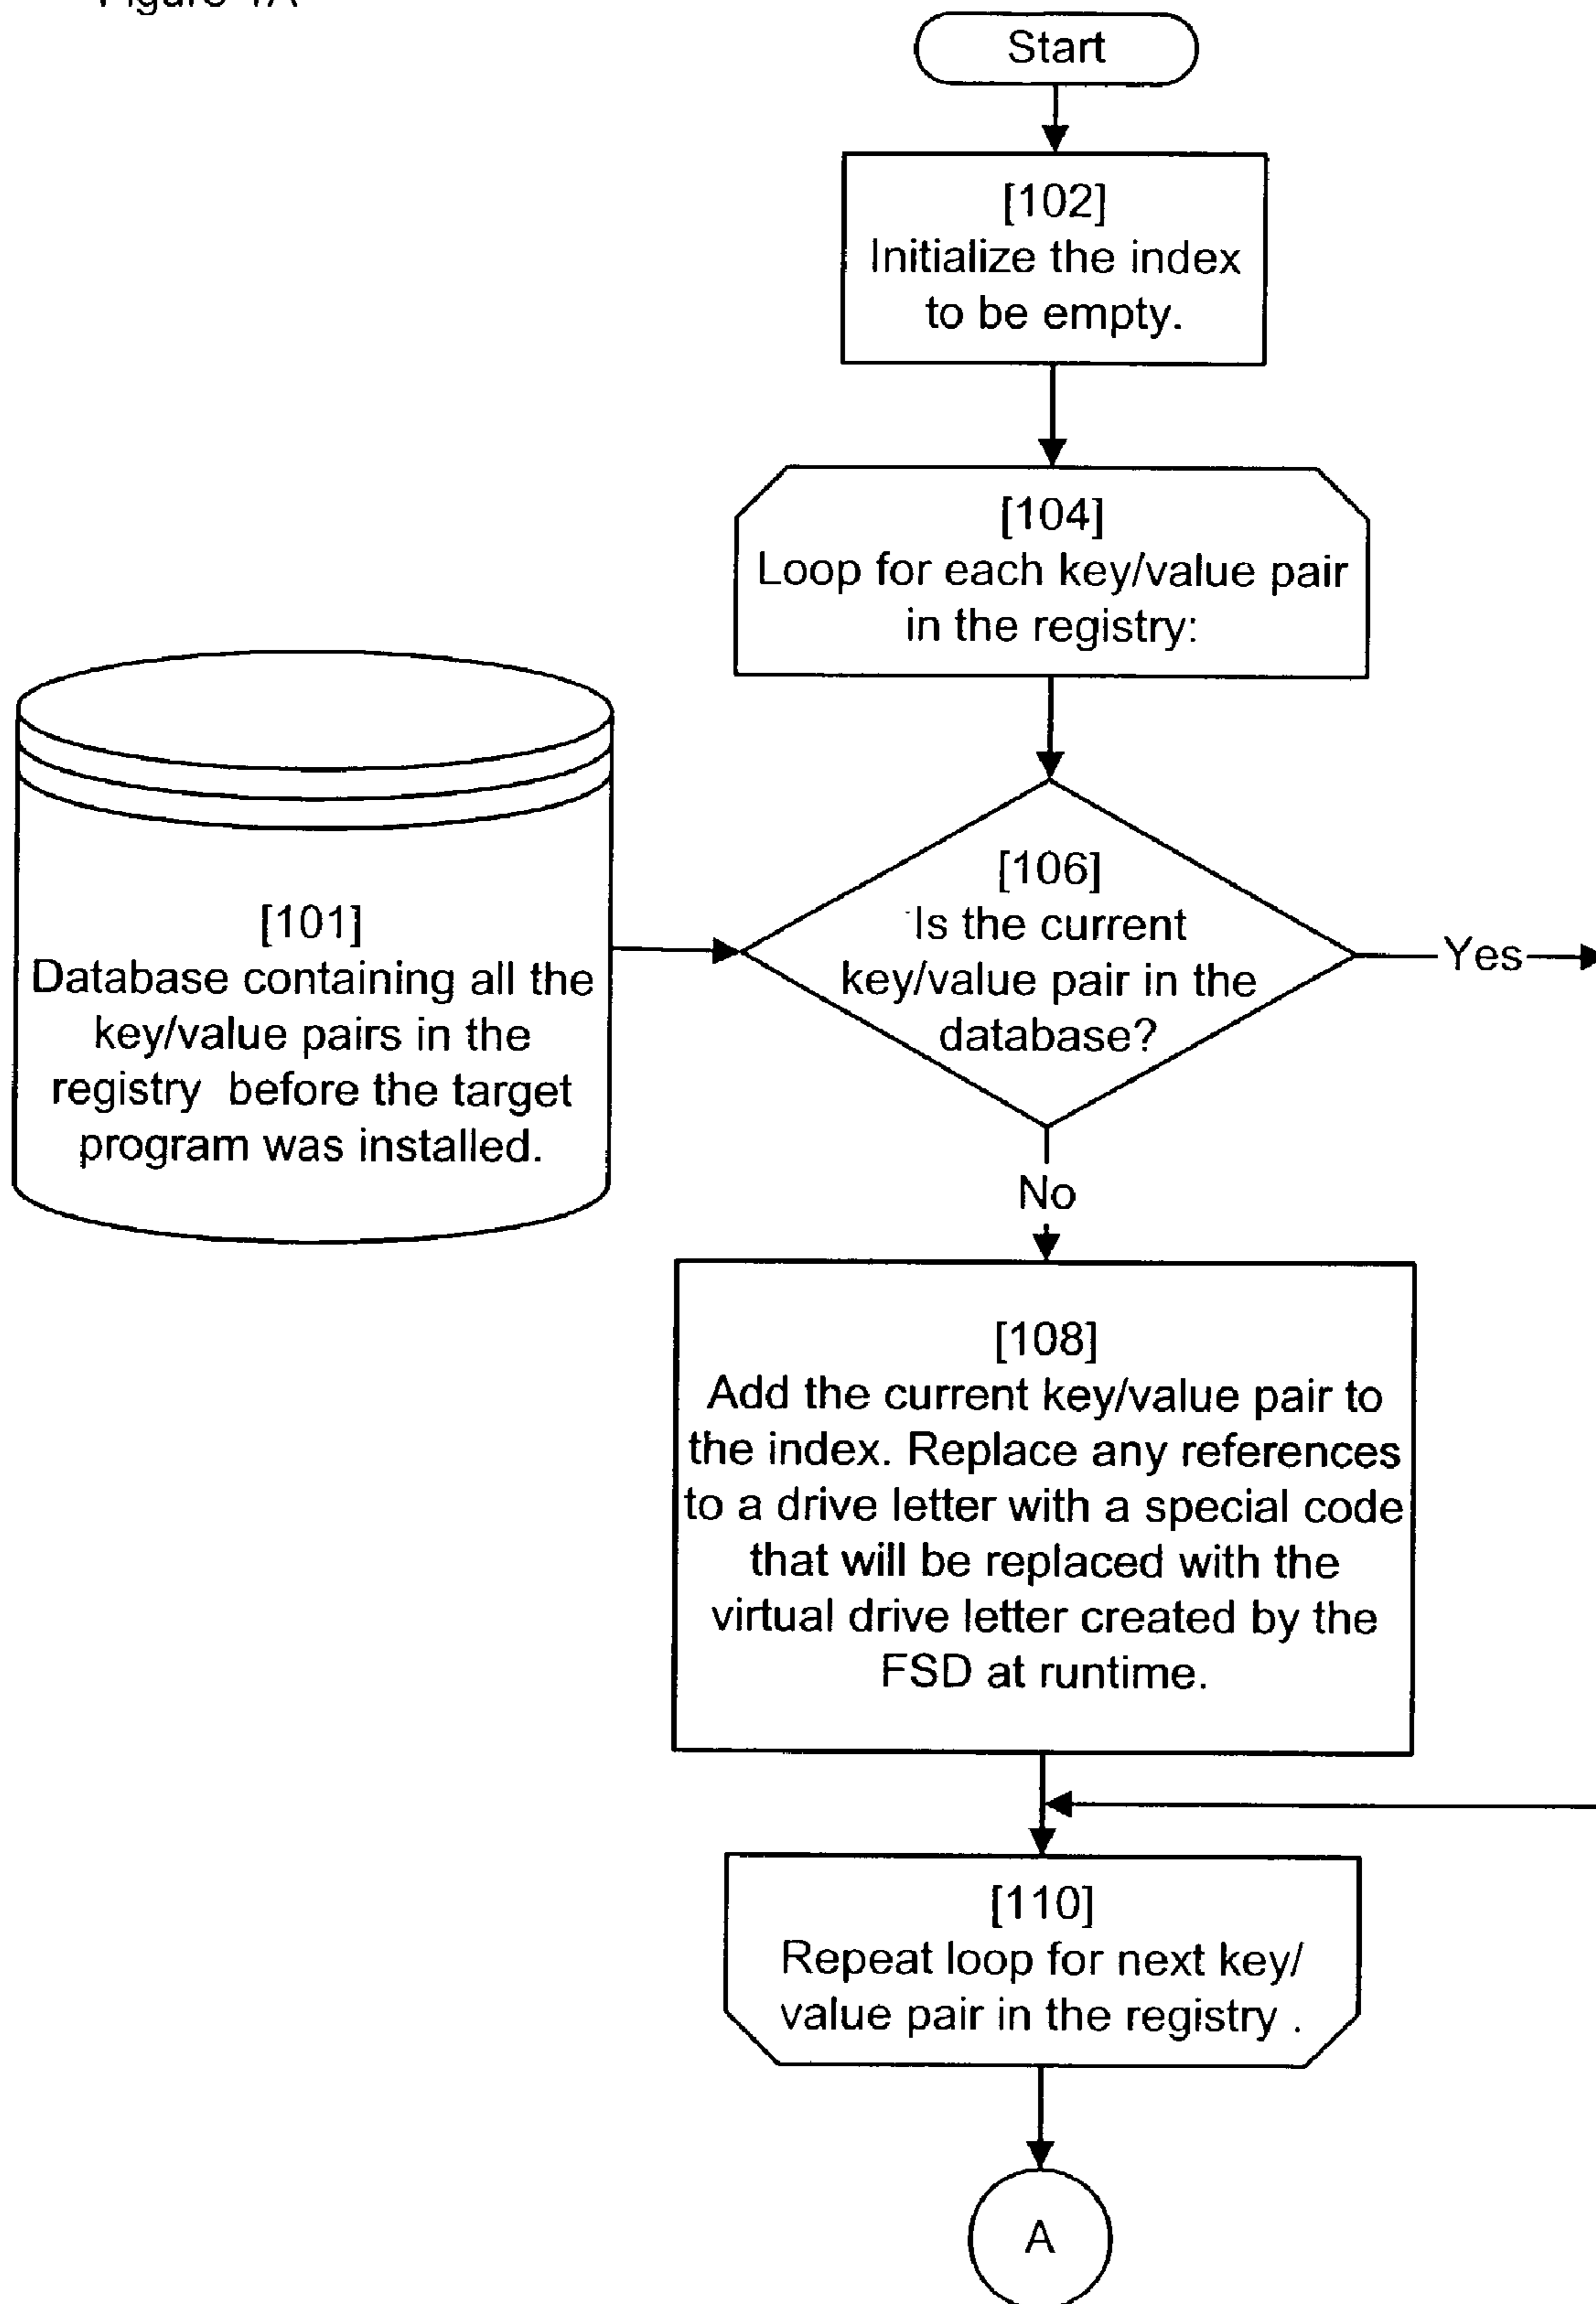 Start
[102]
Initialize the index
to be empty.
[104]
Loop for each key/value pair
in the registry:
[101]
Database containing all the
key/value pairs in the
registry before the target
program was installed.
[106]
Is the current
key/value pair in the
database?
Yes
No
[108]
Add the current key/value pair to
the index. Replace any references
to a drive letter with a special code
that will be replaced with the
virtual drive letter created by the
FSD at runtime.
[110]
Repeat loop for next key/
value pair in the registry .
A